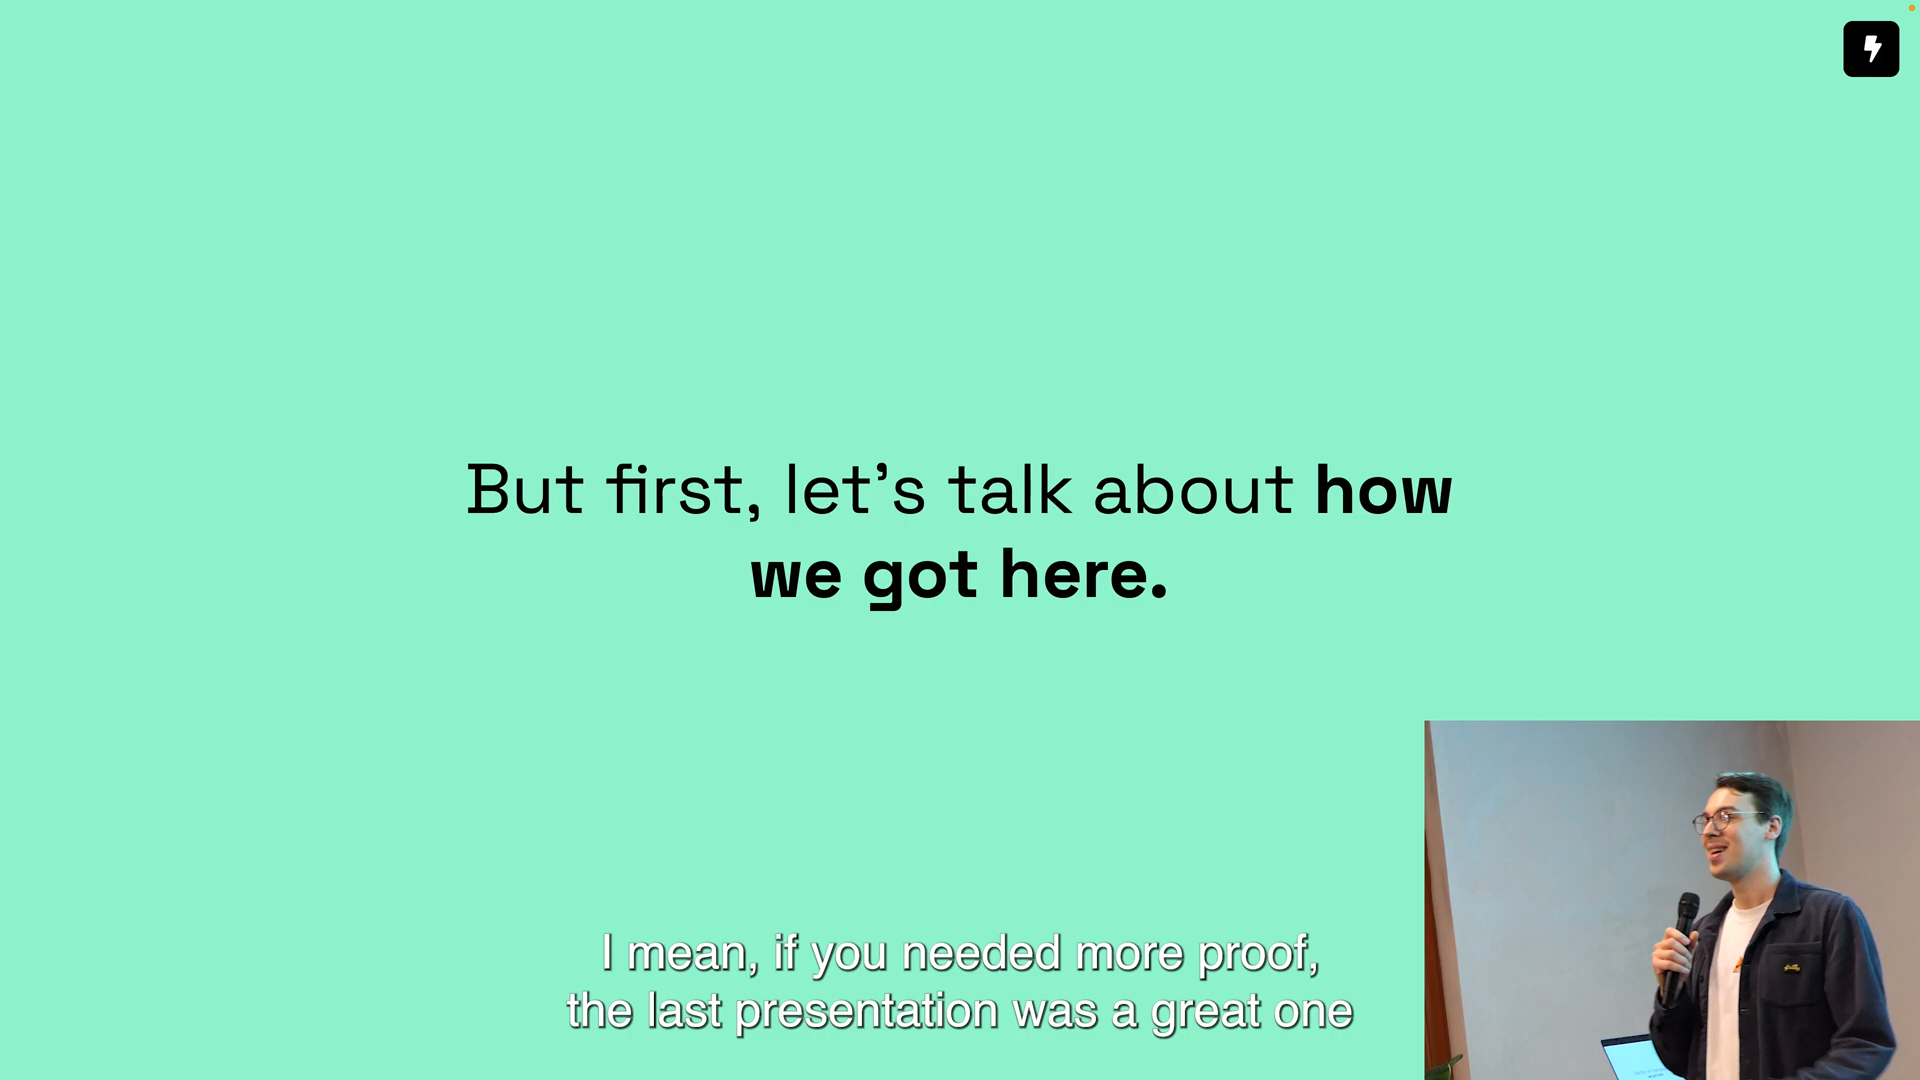 But first, let’s talk about how
we got here.
I mean, if you needed more proof,
the last presentation was a great one